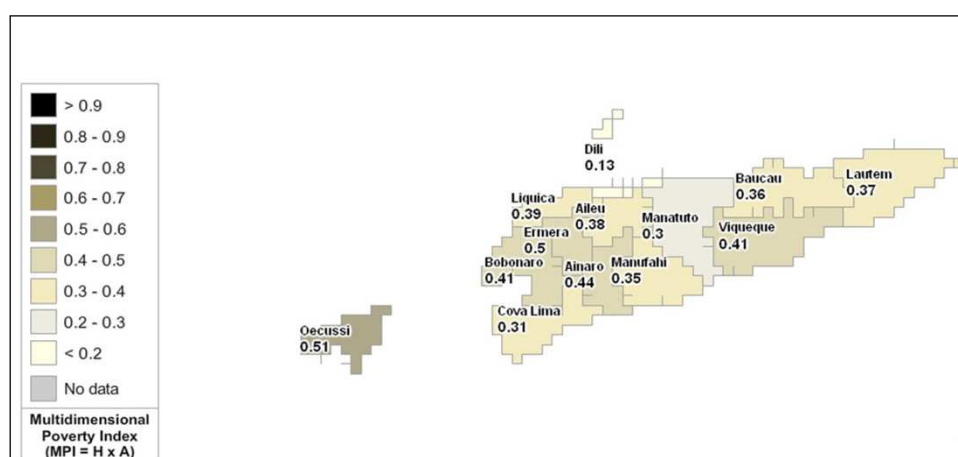 > 0.9
0.8 - 0.9
0.7 - 0.8
0.6 - 0.7
0.5 - 0.6
0.4 - 0.5
0.3 - 0.4
0.2 - 0.3
< 0.2
No data
Multidimensional
Poverty Index
(MPI = H x A)
Dili
0.13
Baucau
0.36
Lautem
0.37
Liquica
0.39
Aileu
0.38
Manatuto
0.3
Viqueque
0.41
Ermera
0.5
Bobonaro
0.41
Ainaro
0.44
Manufahi
0.35
Cova Lima
0.31
Oecussi
0.51